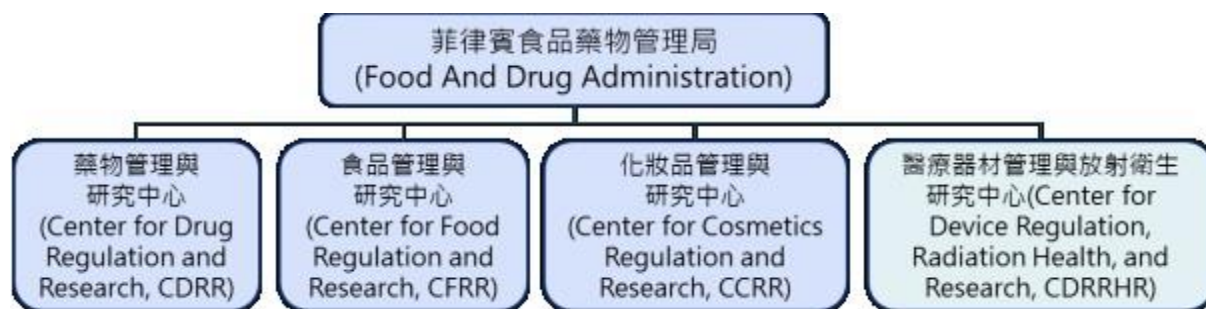 菲律賓食品藥物管理局
(Food And Drug Administration)
藥物管理與
研究中心
(Center for Drug
Regulation and
Research, CDRR)
食品管理與
研究中心
(Center for Food
Regulation and
Research, CFRR)
化妝品管理與
研究中心
(Center for Cosmetics
Regulation and
Research, CCRR)
醫療器材管理與放射衛生
研究中心(Center for
Device Regulation,
Radiation Health, and
Research, CDRRHR)